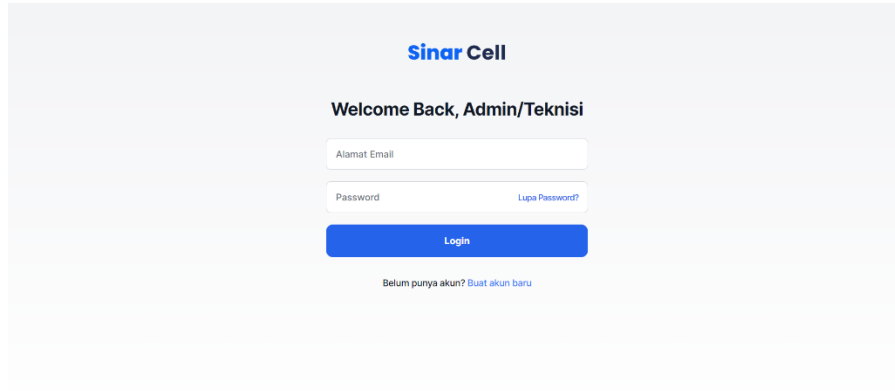 Sinar Cell
Welcome Back, Admin/Teknisi
Alamat Email
Password Lupa Password?
Login
Belum punya akun? Buat akun baru